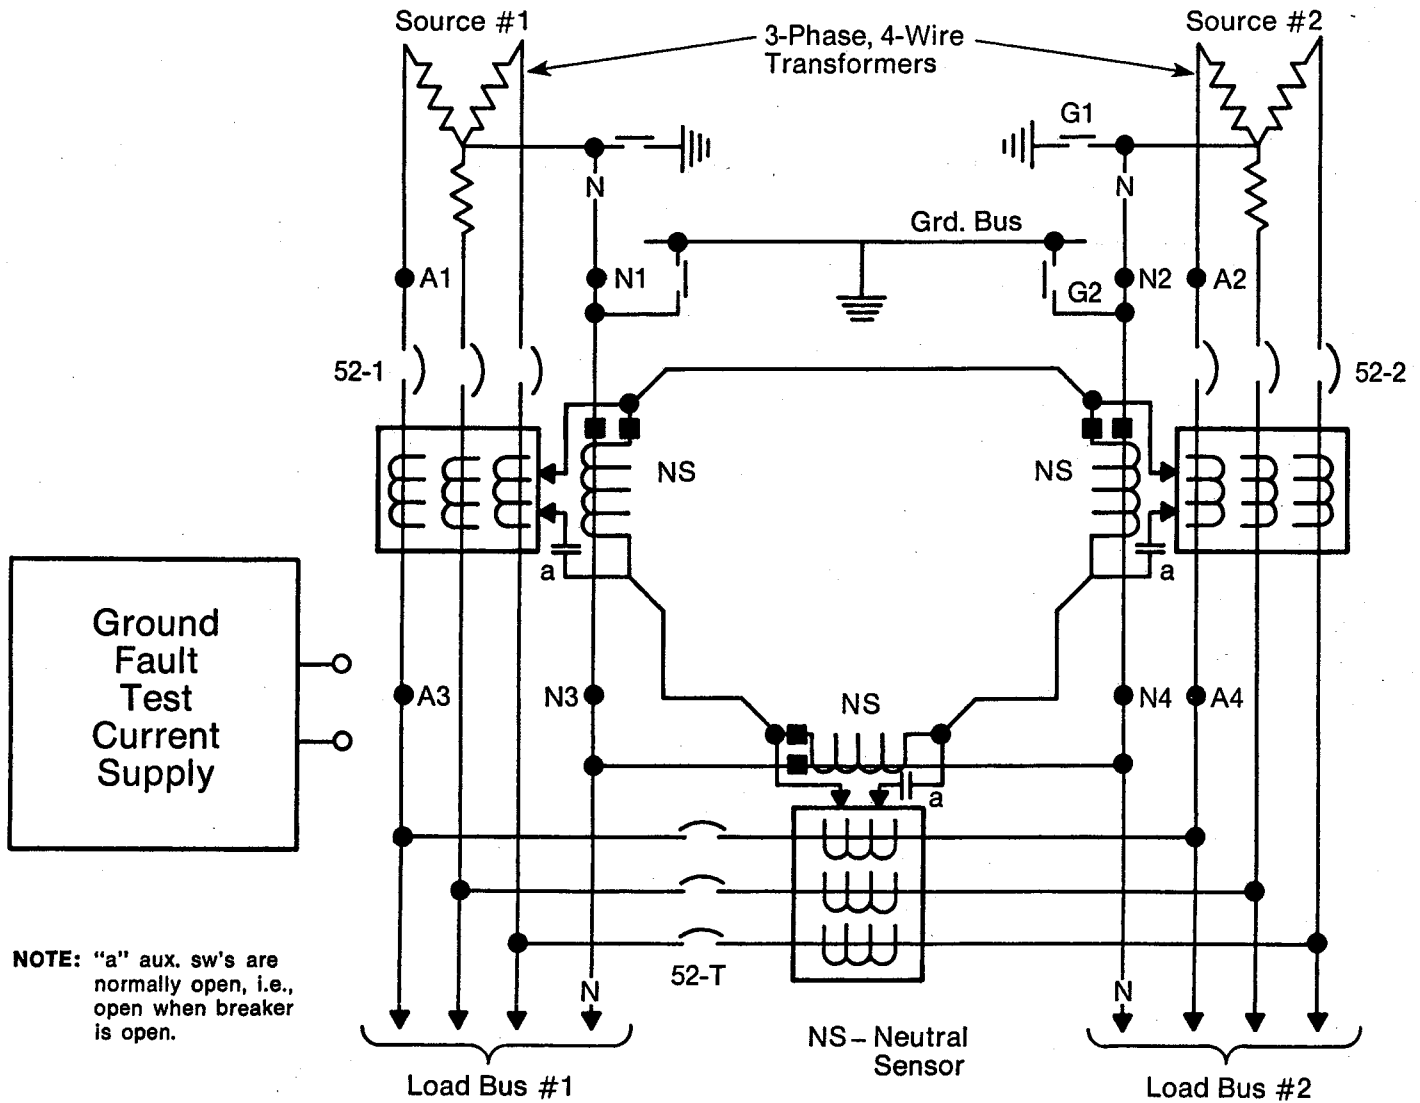 Source #1
3-Phase, 4-Wire
Transformers
Source #2
G1
N
N
Grd. Bus
A1
N1
G2
N2
A2
52-1
52-2
NS
NS
a
a
Ground
Fault
Test
Current
Supply
A3
N3
NS
N4
A4
a
NOTE: "a" aux. sw's are
normally open, i.e.,
open when breaker
is open.
52-T
N
N
NS – Neutral
Sensor
Load Bus #1
Load Bus #2